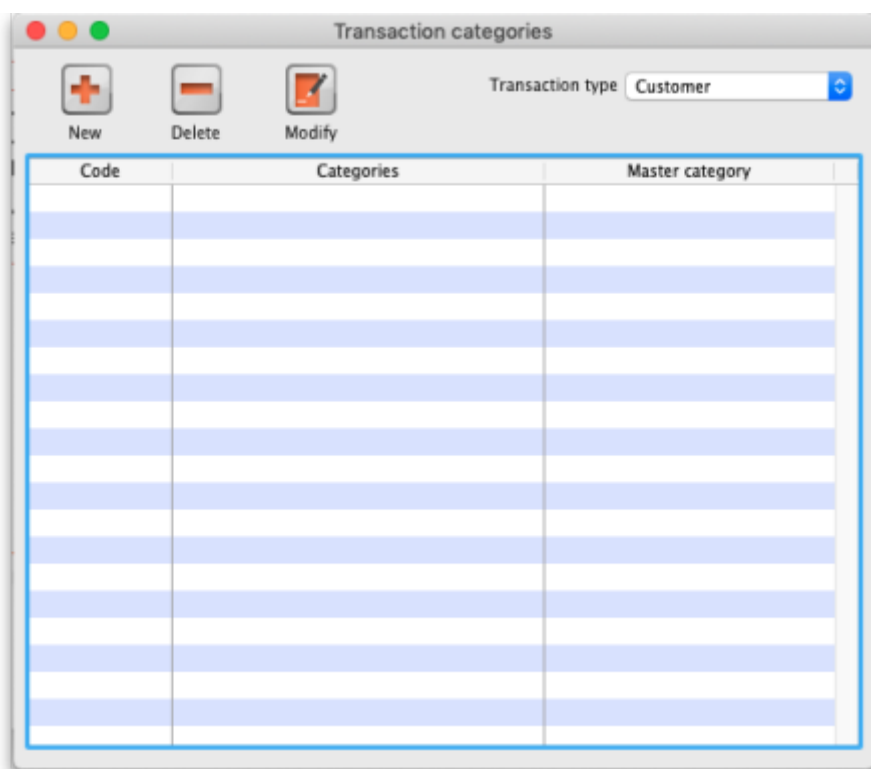 Transaction categories
Transaction type Customer
New Delete Modify
Code Categories Master category